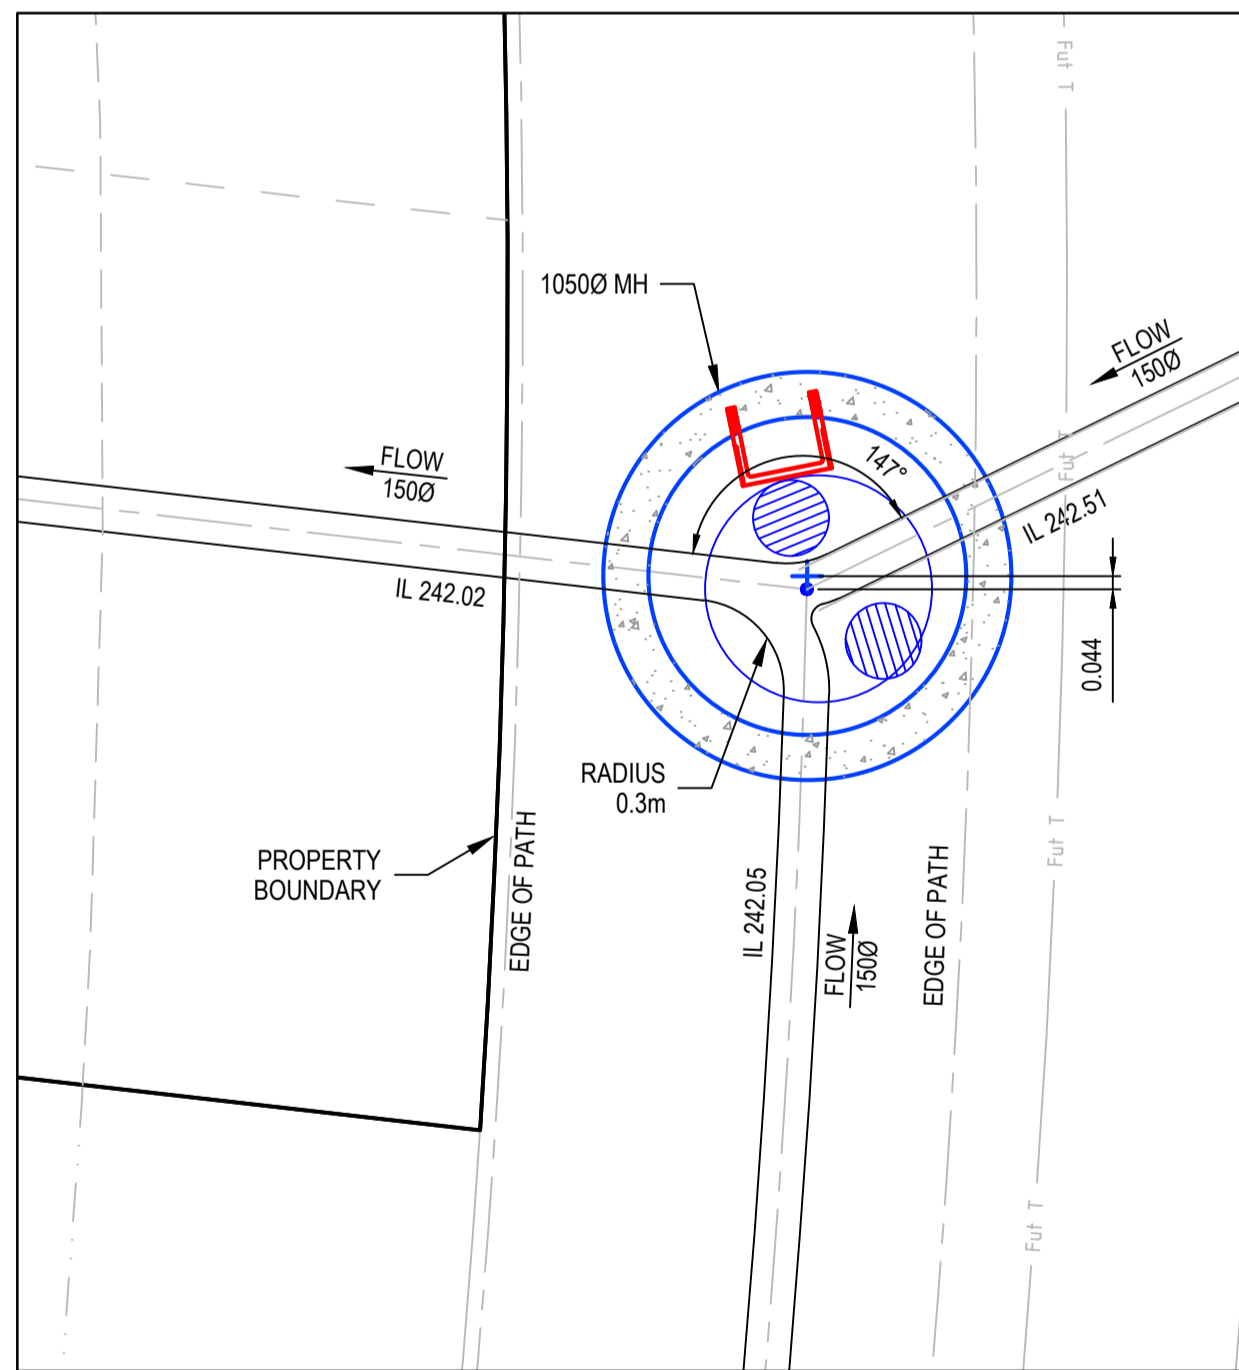 Fut T
1050Ø MH
FLOW
150Ø
147°
FLOW
150Ø
Fut T
IL 242.51
IL 242.02
0.044
RADIUS
0.3m
PROPERTY
BOUNDARY
EDGE OF PATH
IL 242.05
FLOW
150Ø
EDGE OF PATH
Fut T
Fut T